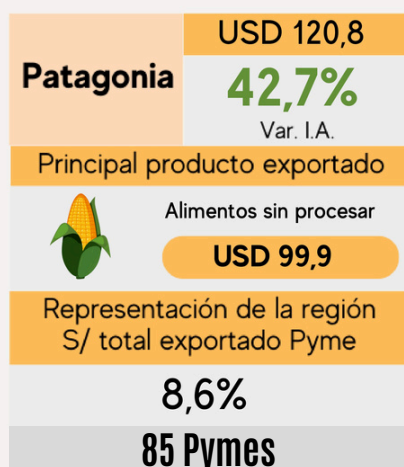 USD 120,8
Patagonia
42,7%
Var. I.A.
Principal producto exportado
Alimentos sin procesar
USD 99,9
Representación de la región
S/ total exportado Pyme
8,6%
85 Pymes